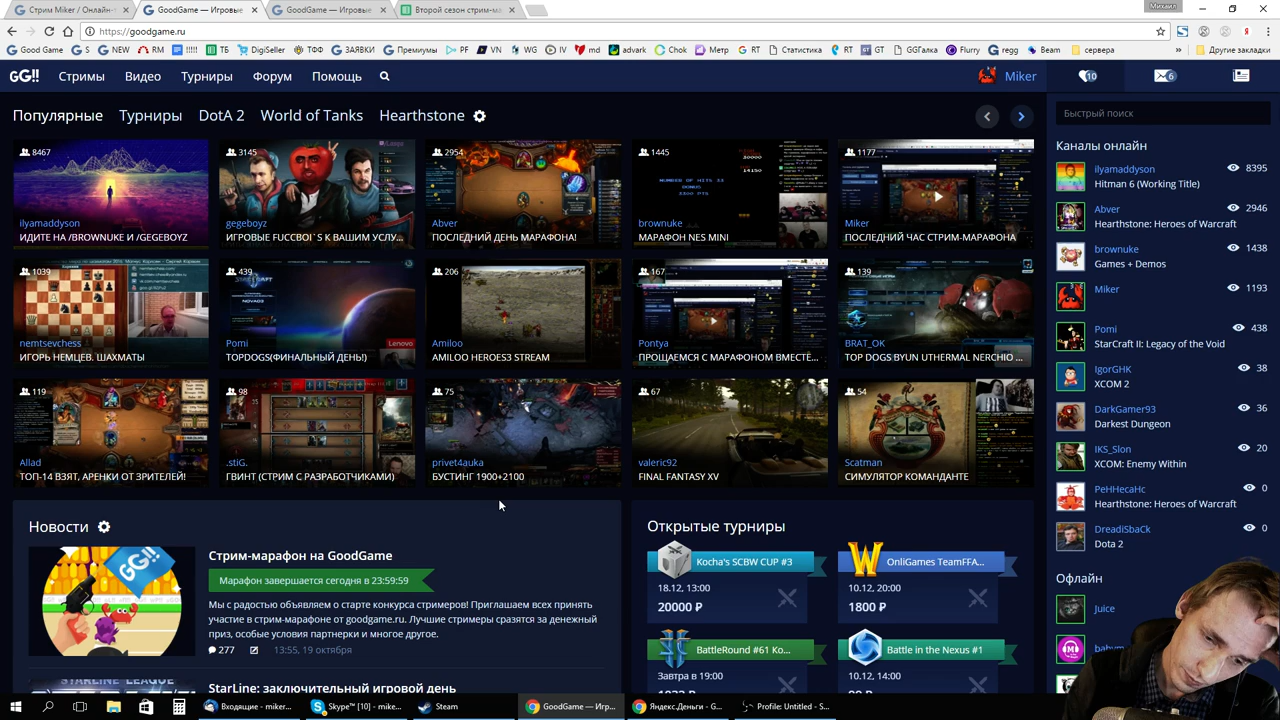 Стрим Miker / Онлайн-т
GoodGame — Игровые
GoodGame — Игровые
Второй сезон стрим-ма
Михаил
https://goodgame.ru
Good Game
G S
NEW
RM
!!!!
ТБ
DigiSeller
ТФФ
ЗАЯВКИ
Премиумы
PF
VN
WG
IV
md
advark
Chok
Метр
RT
Статистика
RT
GT
GGГалка
Flurry
regg
Beam
сервера
»
Другие закладки
GG!!
Стримы
Видео
Турниры
Форум
Помощь
Miker
10
6
Популярные
Турниры
DotA 2
World of Tanks
Hearthstone
Быстрый поиск
8467
ilyamaddyson
ИДИТЕ НА /BROWNUKE И /GEGEBOYZ
3145
gegeboyz
ИГРОВЫЕ FUCCBOI`S К ВАШИМ УСЛУ...
2954
Abver
ПОСЛЕДНИЙ ДЕНЬ МАРАФОНА!
1445
brownuke
МАРАФОН NES MINI
1177
Miker
ПОСЛЕДНИЙ ЧАС СТРИМ-МАРАФОНА
1039
nemtsevchess
ИГОРЬ НЕМЦЕВ. ШАХМАТЫ
439
Pomi
TOPDOGS(ФИНАЛЬНЫЙ ДЕНЬ!)
Lenovo
206
Amiloo
AMILOO HEROES3 STREAM
167
Pontya
ПРОЩАЕМСЯ С МАРАФОНОМ ВМЕСТЕ...
139
BRAT_OK
TOP DOGS BYUN UTHERMAL NERCHIO ...
119
Allad
ТОП-14 ВЗЯТ, АРЕНКИ ОТ ЗРИТЕЛЕЙ!
98
.stiG.
ГВИНТ (СТРИМ С РАЗРАБОТЧИКАМИ)
75
privet4auka
БУСТИНГ 1900+2100
67
valeric92
FINAL FANTASY XV
54
Scatman
СИМУЛЯТОР КОМАНДАНТЕ
Каналы онлайн
ilyamaddyson
Hitman 6 (Working Title)
Abver
2946
Hearthstone: Heroes of Warcraft
brownuke
1438
Games + Demos
Miker
1193
Pomi
StarCraft II: Legacy of the Void
IgorGHK
38
XCOM 2
DarkGamer93
36
Darkest Dungeon
IKS_Slon
20
XCOM: Enemy Within
РеННесаНс
0
Hearthstone: Heroes of Warcraft
DreadiSbaCk
0
Dota 2
Офлайн
Juice
Новости
Стрим-марафон на GoodGame
Марафон завершается сегодня в 23:59:59
Мы с радостью объявляем о старте конкурса стримеров! Приглашаем всех принять
участие в стрим-марафоне от goodgame.ru. Лучшие стримеры сразятся за денежный
приз, особые условия партнерки и многое другое.
277
13:55, 19 октября
StarLine: заключительный игровой день
Открытые турниры
Kocha's SCBW CUP #3
18.12, 13:00
20000 ₽
OnliGames TeamFFA...
10.12, 20:00
1800 ₽
BattleRound #61 Ko...
Завтра в 19:00
Battle in the Nexus #1
10.12, 14:00
Входящие - miker...
Skype™ [10] - mike...
Steam
GoodGame — Игр...
Яндекс.Деньги - G...
Profile: Untitled - S...